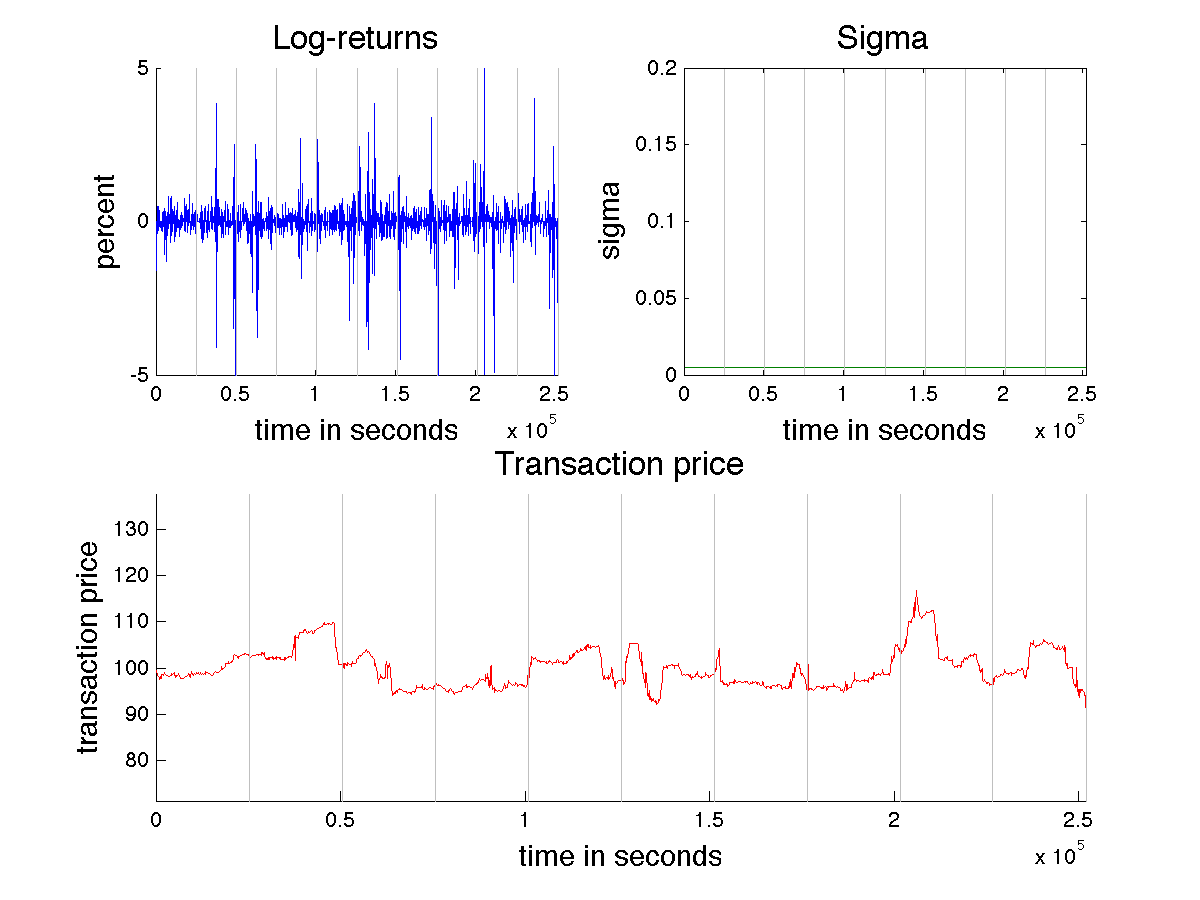 Log-returns
5
0
-5
percent
0 0.5 1 1.5 2 2.5
x 10^5
time in seconds
Sigma
0.2
0.15
0.1
0.05
0
sigma
0 0.5 1 1.5 2 2.5
x 10^5
time in seconds
Transaction price
130
120
110
100
90
80
transaction price
0 0.5 1 1.5 2 2.5
x 10^5
time in seconds